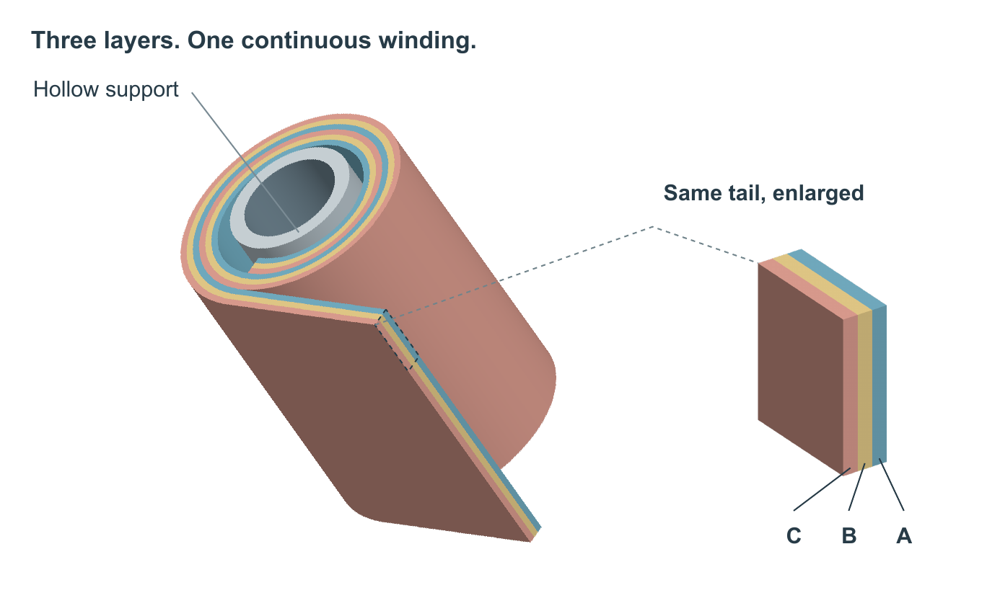 Three layers. One continuous winding.
Hollow support
Same tail, enlarged
C B A